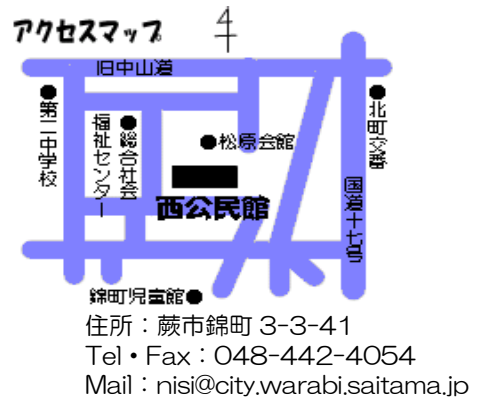 アクセスマップ
旧中山道
●第二中学校
●総合社会
福祉センター
●松原会館
●北町交番
西公民館
国道十七号
錦町児童館●
住所：蕨市錦町 3-3-41
Tel・Fax：048-442-4054
Mail：nisi@city.warabi.saitama.jp